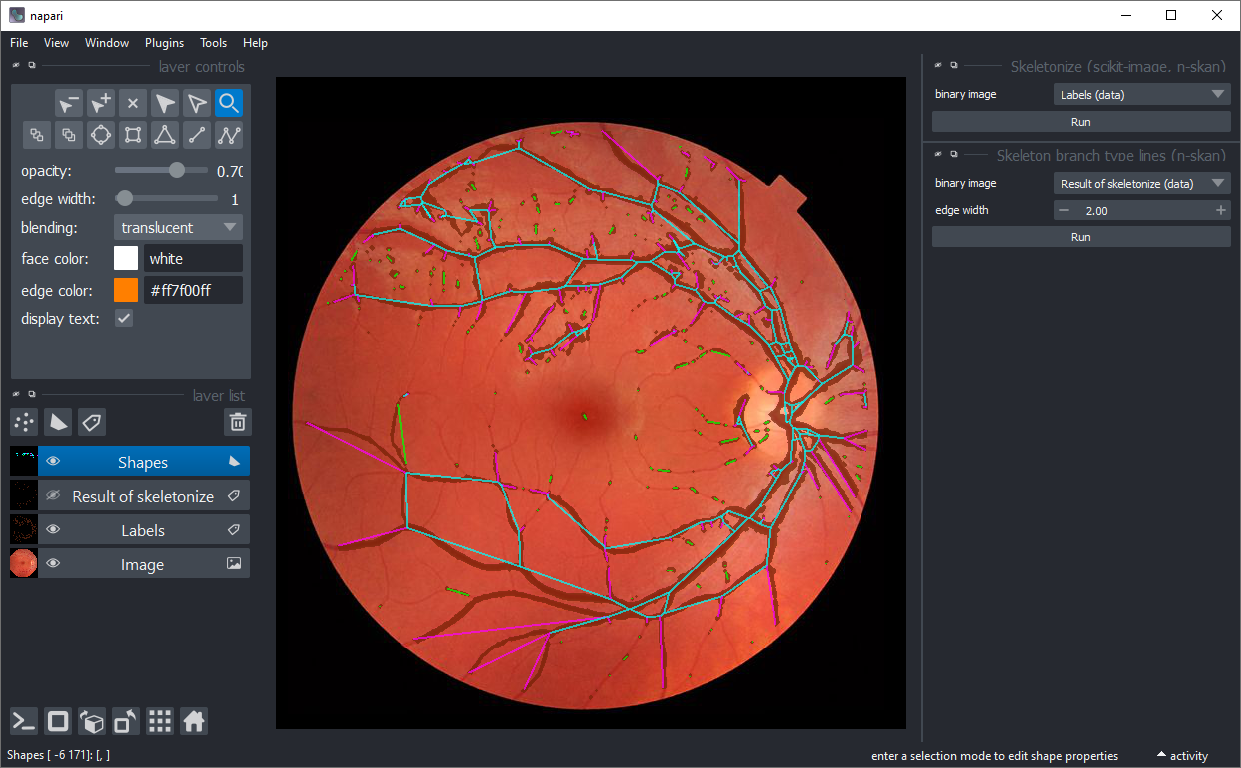 napari
File View Window Plugins Tools Help
layer controls
opacity: 0.70
edge width: 1
blending: translucent
face color: white
edge color: #ff7f00ff
display text:
layer list
Shapes
Result of skeletonize
Labels
Image
Skeletonize (scikit-image, n-skan)
binary image Labels (data)
Run
Skeleton branch type lines (n-skan)
binary image Result of skeletonize (data)
edge width 2.00
Run
Shapes [ -6 171]: [, ]
enter a selection mode to edit shape properties
activity